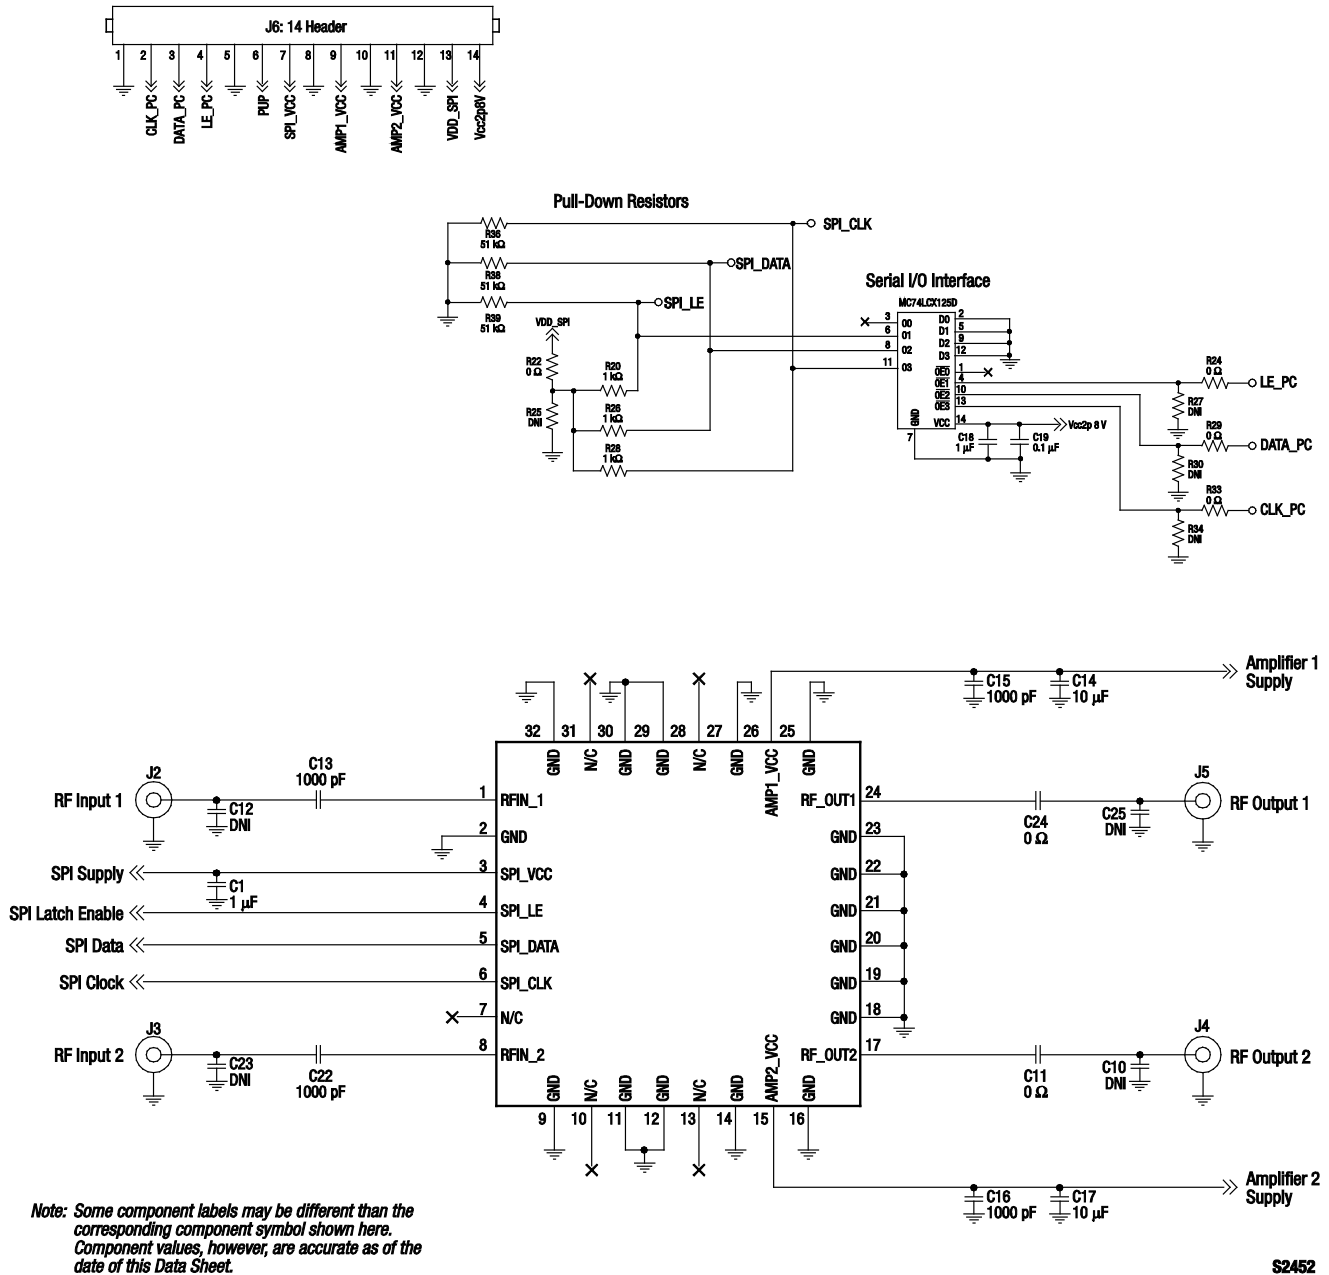 J6: 14 Header
1 2 3 4 5 6 7 8 9 10 11 12 13 14
CLK_PC
DATA_PC
LE_PC
PUP
SPI_VCC
AMP1_VCC
AMP2_VCC
VDD_SPI
Vcc2p8V
Pull-Down Resistors
R36
51 kΩ
SPI_CLK
R38
51 kΩ
SPI_DATA
R39
51 kΩ
SPI_LE
VDD_SPI
R22
0 Ω
R25
DNI
R20
1 kΩ
R26
1 kΩ
R28
1 kΩ
Serial I/O Interface
MC74LCX125D
3 00
6 01
8 02
11 03
D0 2
D1 5
D2 9
D3 12
OE0 1
OE1 4
OE2 10
OE3 13
VCC 14
GND
7
Vcc2p 8 V
C18
1 µF
C19
0.1 µF
R24
0 Ω
LE_PC
R27
DNI
R29
0 Ω
DATA_PC
R30
DNI
R33
0 Ω
CLK_PC
R34
DNI
Amplifier 1
Supply
C15
1000 pF
C14
10 µF
32 31 30 29 28 27 26 25
GND N/C GND GND N/C GND AMP1_VCC GND
J2
RF Input 1
C12
DNI
C13
1000 pF
1 RFIN_1
2 GND
SPI Supply
C1
1 µF
3 SPI_VCC
SPI Latch Enable
4 SPI_LE
SPI Data
5 SPI_DATA
SPI Clock
6 SPI_CLK
7 N/C
J3
RF Input 2
C23
DNI
C22
1000 pF
8 RFIN_2
RF_OUT1 24
C24
0 Ω
C25
DNI
J5
RF Output 1
GND 23
GND 22
GND 21
GND 20
GND 19
GND 18
RF_OUT2 17
C11
0 Ω
C10
DNI
J4
RF Output 2
GND N/C GND GND N/C GND AMP2_VCC GND
9 10 11 12 13 14 15 16
Amplifier 2
Supply
C16
1000 pF
C17
10 µF
Note: Some component labels may be different than the
corresponding component symbol shown here.
Component values, however, are accurate as of the
date of this Data Sheet.
S2452